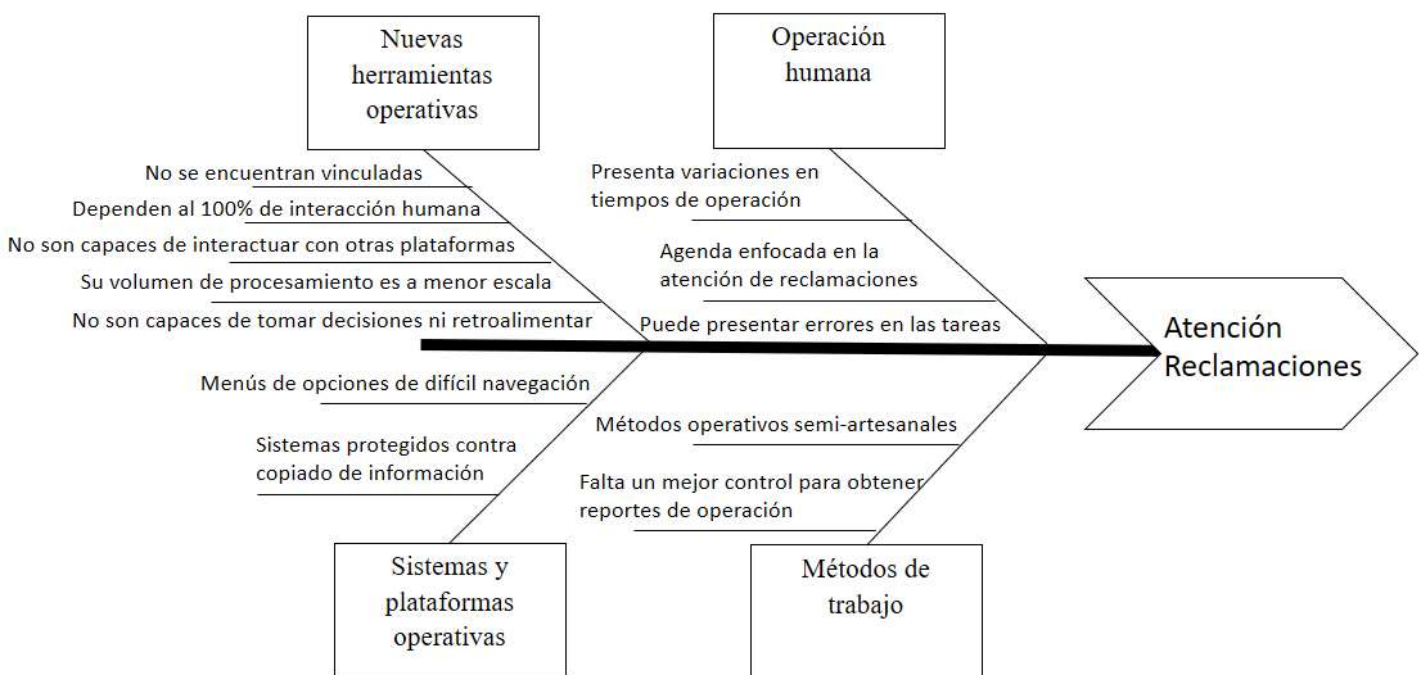 Nuevas
herramientas
operativas
Operación
humana
No se encuentran vinculadas
Dependen al 100% de interacción humana
No son capaces de interactuar con otras plataformas
Su volumen de procesamiento es a menor escala
No son capaces de tomar decisiones ni retroalimentar
Presenta variaciones en
tiempos de operación
Agenda enfocada en la
atención de reclamaciones
Puede presentar errores en las tareas
Atención
Reclamaciones
Menús de opciones de difícil navegación
Sistemas protegidos contra
copiado de información
Métodos operativos semi-artesanales
Falta un mejor control para obtener
reportes de operación
Sistemas y
plataformas
operativas
Métodos de
trabajo